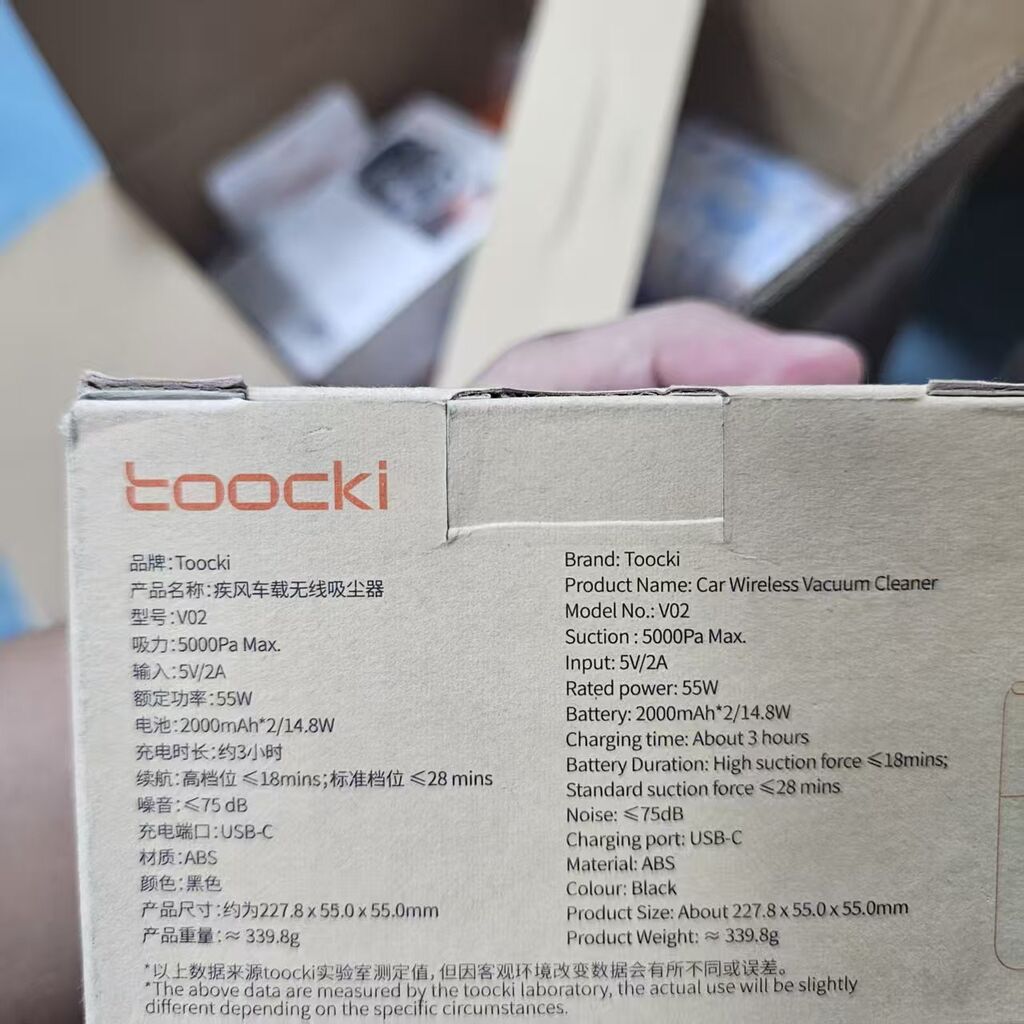 toocki
品牌:Toocki
产品名称:疾风车载无线吸尘器
型号:V02
吸力:5000Pa Max.
输入:5V/2A
额定功率:55W
电池:2000mAh*2/14.8W
充电时长:约3小时
续航:高档位 ≤18mins;标准档位 ≤28 mins
噪音:≤75 dB
充电端口:USB-C
材质:ABS
颜色:黑色
产品尺寸:约为227.8 x 55.0 x 55.0mm
产品重量:≈ 339.8g
Brand: Toocki
Product Name: Car Wireless Vacuum Cleaner
Model No.: V02
Suction : 5000Pa Max.
Input: 5V/2A
Rated power: 55W
Battery: 2000mAh*2/14.8W
Charging time: About 3 hours
Battery Duration: High suction force ≤18mins;
Standard suction force ≤28 mins
Noise: ≤75dB
Charging port: USB-C
Material: ABS
Colour: Black
Product Size: About 227.8 x 55.0 x 55.0mm
Product Weight: ≈ 339.8g
*以上数据来源toocki实验室测定值, 但因客观环境改变数据会有所不同或误差。
*The above data are measured by the toocki laboratory, the actual use will be slightly
different depending on the specific circumstances.